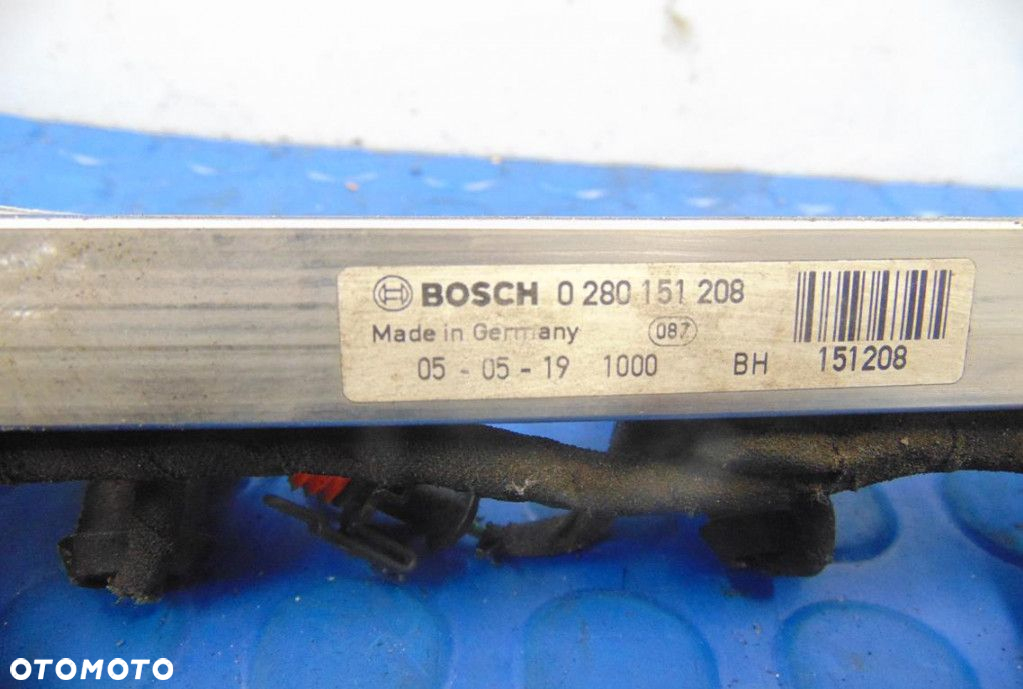 BOSCH 0 280 151 208
Made in Germany 087
05 - 05 - 19 1000 BH 151208
OTOMOTO